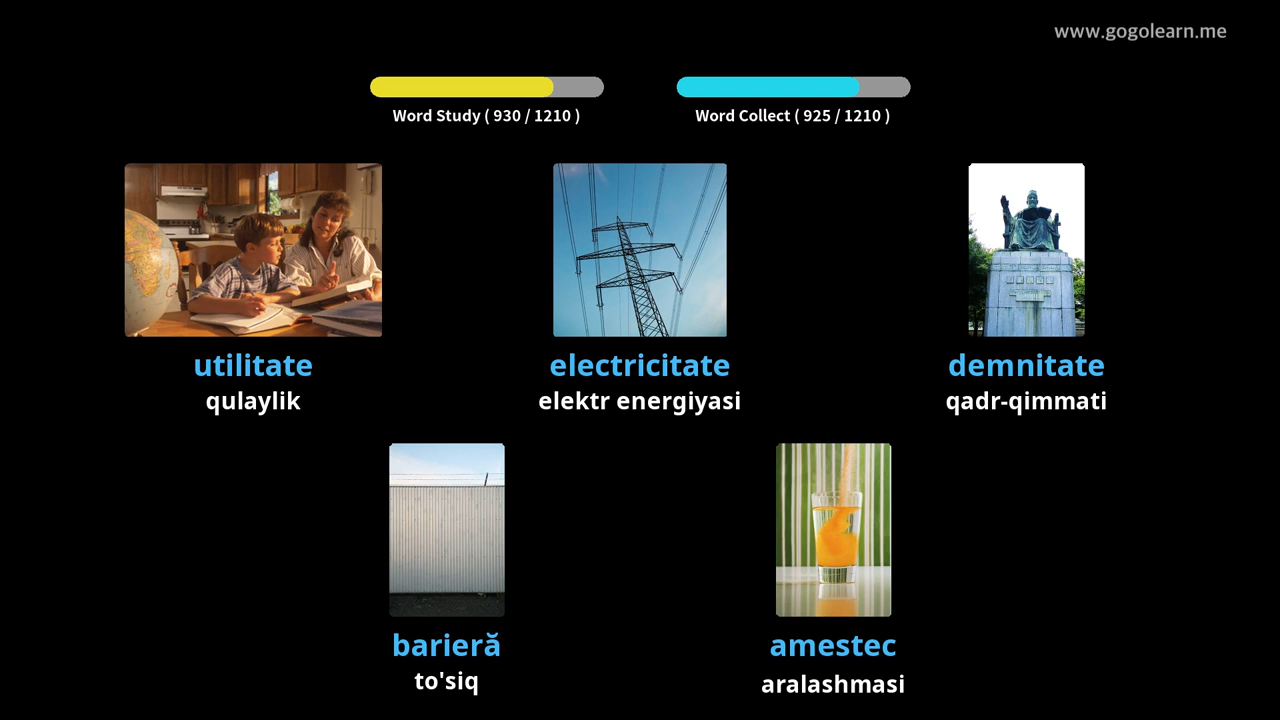 www.gogolearn.me
Word Study ( 930 / 1210 )
Word Collect ( 925 / 1210 )
utilitate
qulaylik
electricitate
elektr energiyasi
demnitate
qadr-qimmati
barieră
to'siq
amestec
aralashmasi